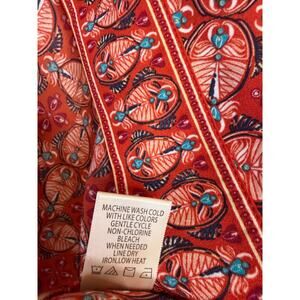 MACHINE WASH COLD
WITH LIKE COLORS
GENTLE CYCLE
NON-CHLORINE
BLEACH
WHEN NEEDED
LINE DRY
IRON,LOW HEAT